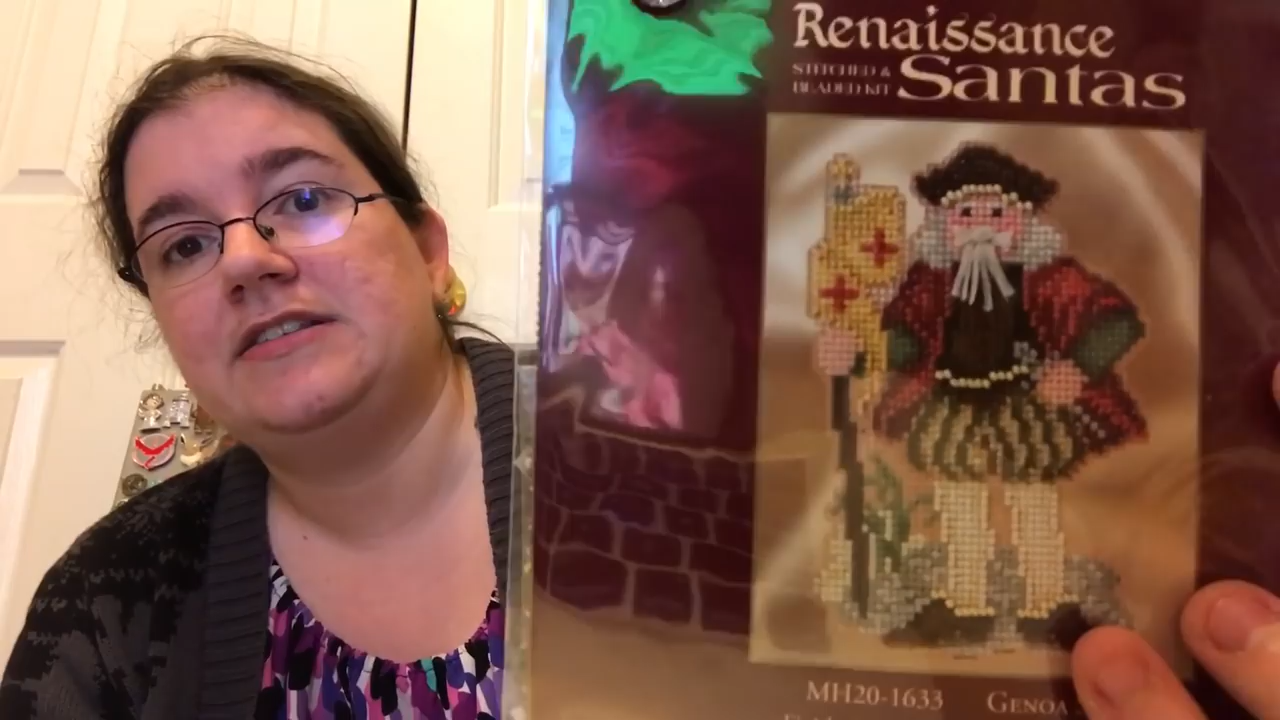 Renaissance
STITCHED &
BEADED KIT Santas
MH20-1633 GENOA